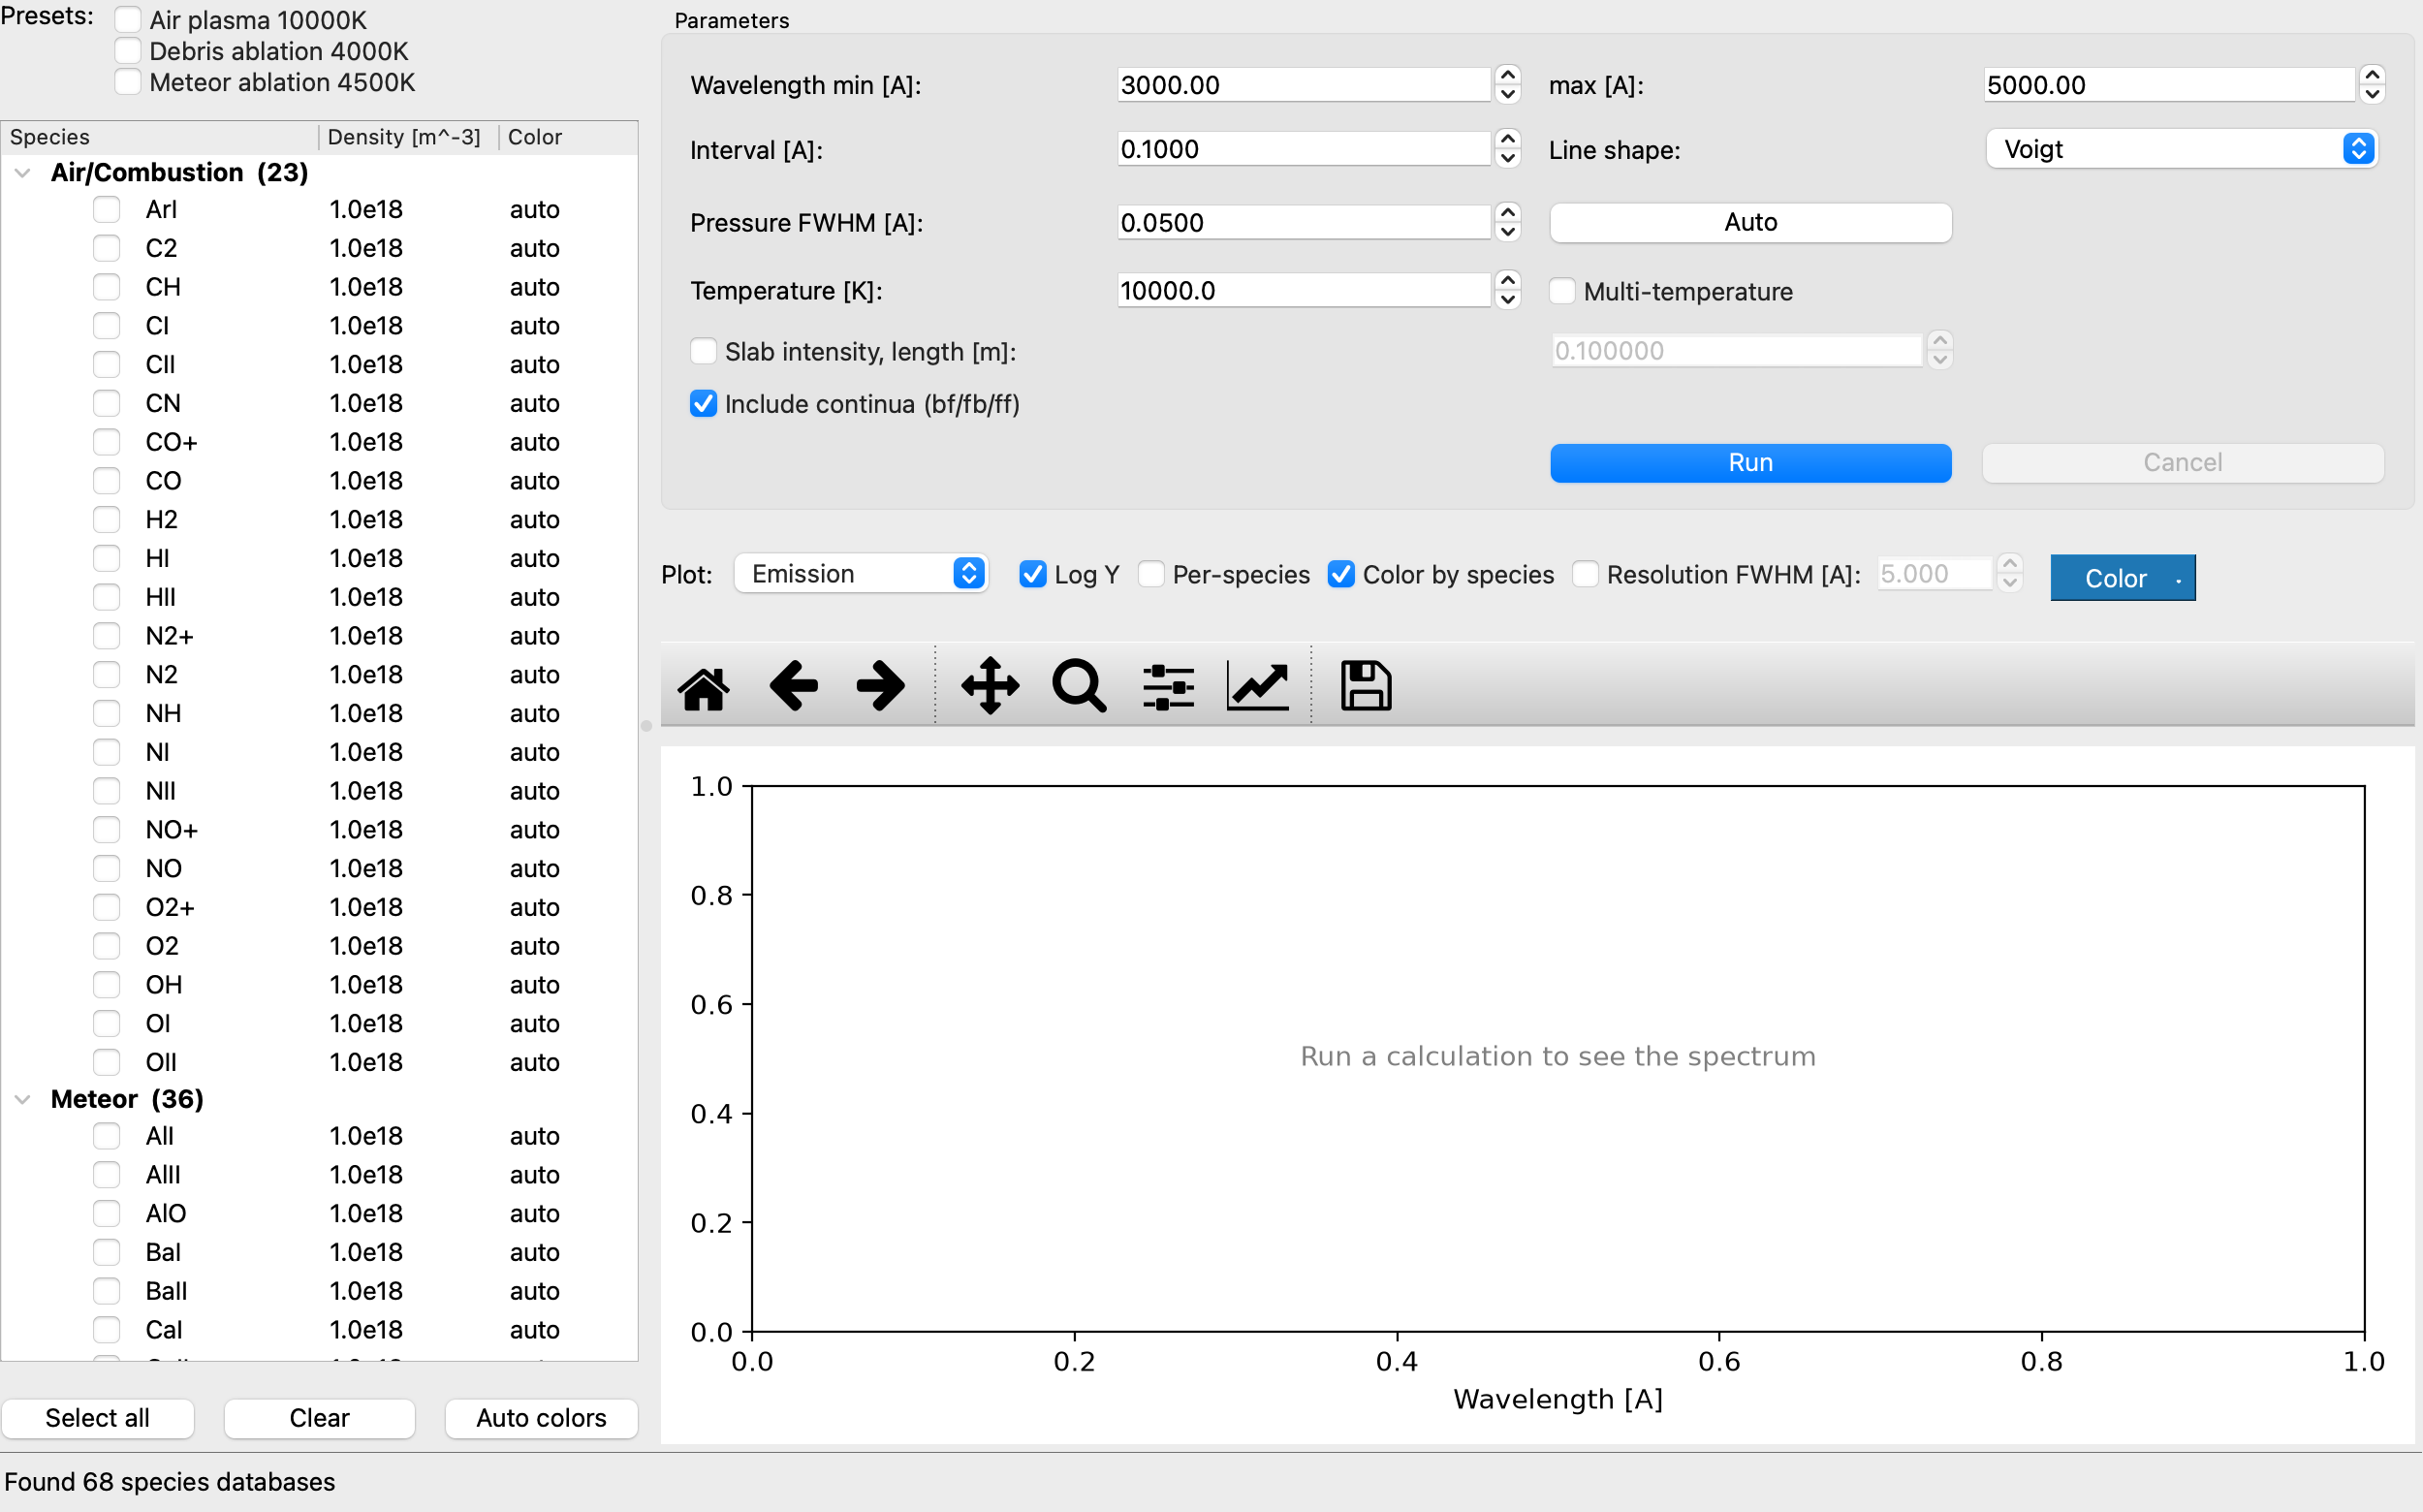 Presets:
Air plasma 10000K
Debris ablation 4000K
Meteor ablation 4500K
Species Density [m^-3] Color
Air/Combustion (23)
ArI 1.0e18 auto
C2 1.0e18 auto
CH 1.0e18 auto
CI 1.0e18 auto
CII 1.0e18 auto
CN 1.0e18 auto
CO+ 1.0e18 auto
CO 1.0e18 auto
H2 1.0e18 auto
HI 1.0e18 auto
HII 1.0e18 auto
N2+ 1.0e18 auto
N2 1.0e18 auto
NH 1.0e18 auto
NI 1.0e18 auto
NII 1.0e18 auto
NO+ 1.0e18 auto
NO 1.0e18 auto
O2+ 1.0e18 auto
O2 1.0e18 auto
OH 1.0e18 auto
OI 1.0e18 auto
OII 1.0e18 auto
Meteor (36)
AlI 1.0e18 auto
AlII 1.0e18 auto
AlO 1.0e18 auto
BaI 1.0e18 auto
BaII 1.0e18 auto
CaI 1.0e18 auto
Select all Clear Auto colors
Found 68 species databases
Parameters
Wavelength min [A]: 3000.00 max [A]: 5000.00
Interval [A]: 0.1000 Line shape: Voigt
Pressure FWHM [A]: 0.0500 Auto
Temperature [K]: 10000.0 Multi-temperature
Slab intensity, length [m]: 0.100000
Include continua (bf/fb/ff)
Run Cancel
Plot: Emission Log Y Per-species Color by species Resolution FWHM [A]: 5.000 Color
1.0
0.8
0.6
Run a calculation to see the spectrum
0.4
0.2
0.0
0.0 0.2 0.4 0.6 0.8 1.0
Wavelength [A]